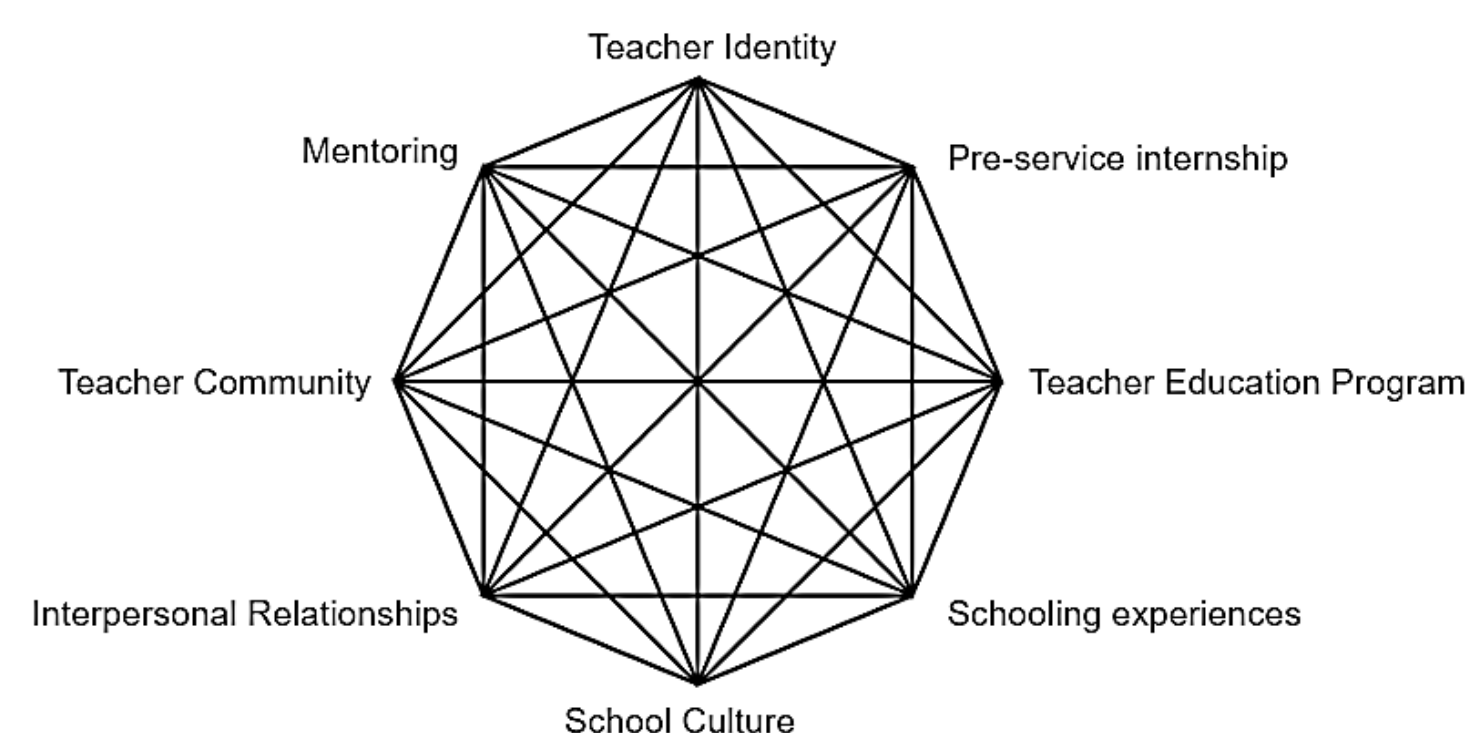 Teacher Identity
Mentoring
Pre-service internship
Teacher Community
Teacher Education Program
Interpersonal Relationships
Schooling experiences
School Culture